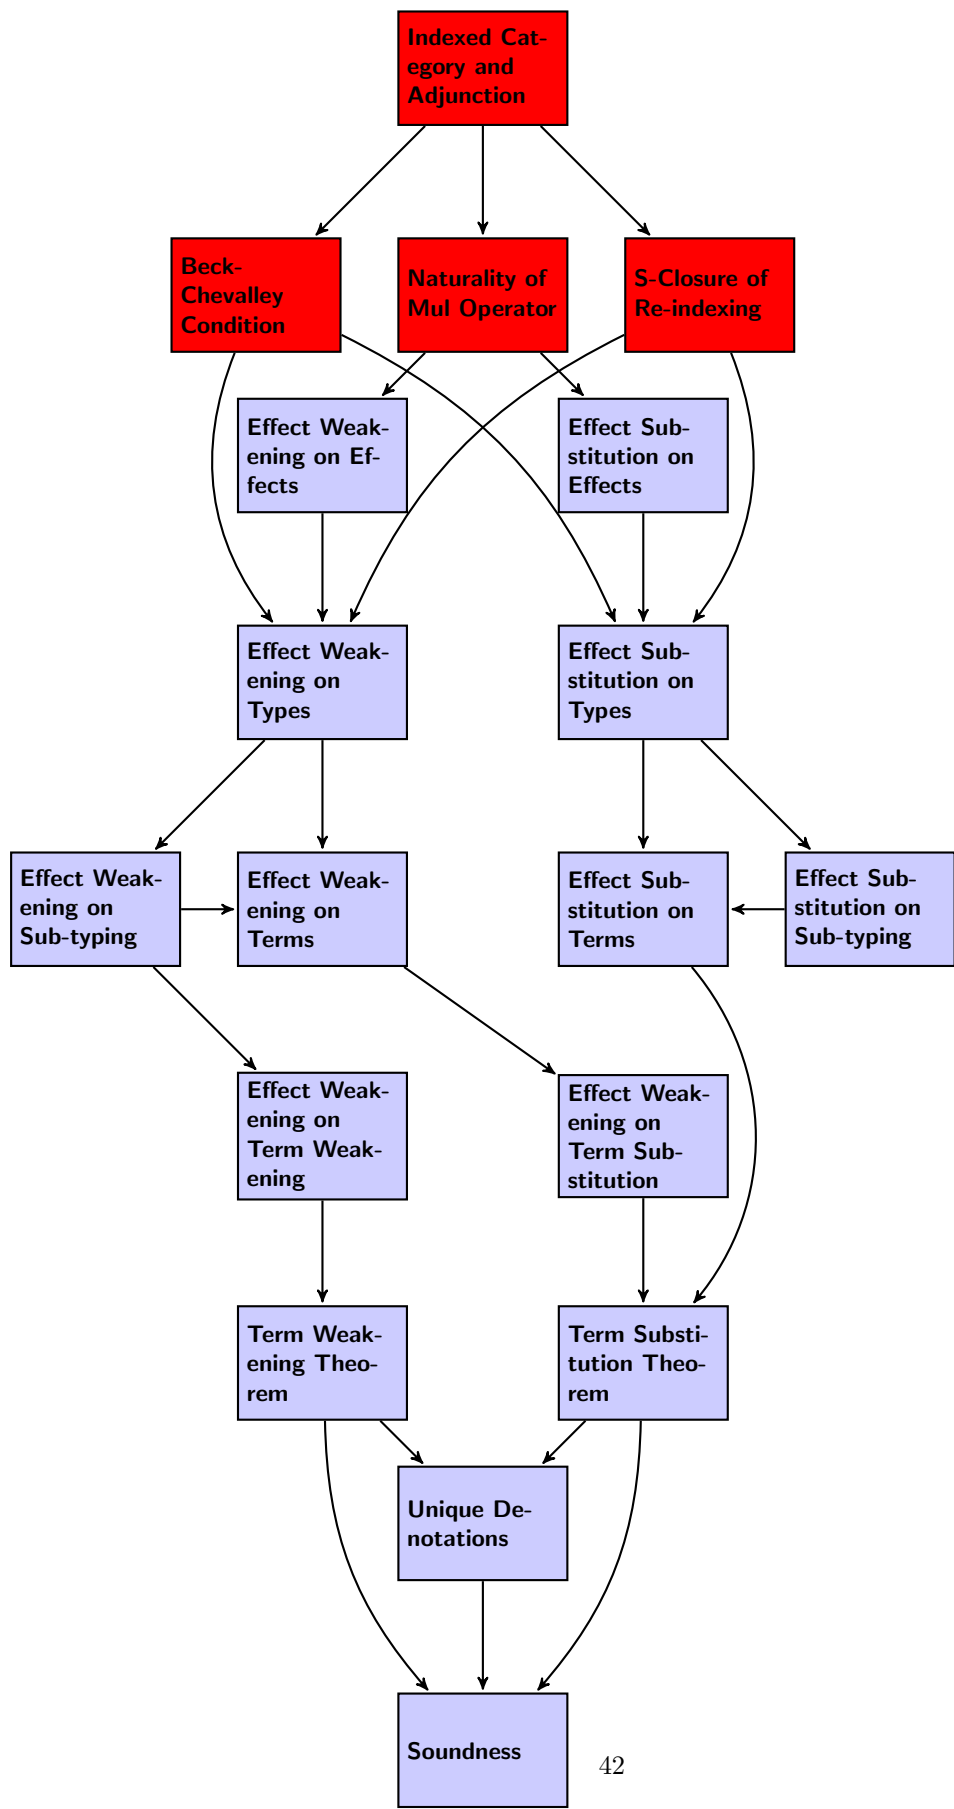 Indexed Cat-
egory and
Adjunction
Beck-
Chevalley
Condition
Naturality of
Mul Operator
S-Closure of
Re-indexing
Effect Weak-
ening on Ef-
fects
Effect Sub-
stitution on
Effects
Effect Weak-
ening on
Types
Effect Sub-
stitution on
Types
Effect Weak-
ening on
Sub-typing
Effect Weak-
ening on
Terms
Effect Sub-
stitution on
Terms
Effect Sub-
stitution on
Sub-typing
Effect Weak-
ening on
Term Weak-
ening
Effect Weak-
ening on
Term Sub-
stitution
Term Weak-
ening Theo-
rem
Term Substi-
tution Theo-
rem
Unique De-
notations
Soundness
42